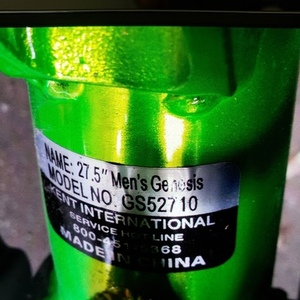 NAME: 27.5" Men's Genesis
MODEL NO: GS52710
KENT INTERNATIONAL
SERVICE HOT LINE
MADE IN CHINA